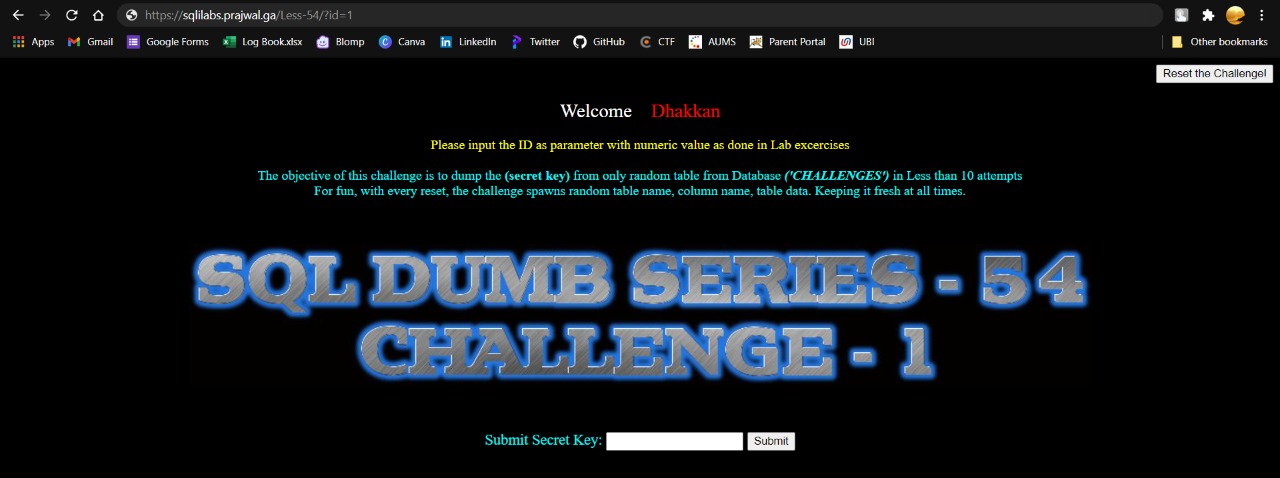 https://sqlilabs.prajwal.ga/Less-54/?id=1
Apps Gmail Google Forms Log Book.xlsx Blomp Canva LinkedIn Twitter GitHub CTF AUMS Parent Portal UBI Other bookmarks
Reset the Challenge!
Welcome Dhakkan
Please input the ID as parameter with numeric value as done in Lab excercises
The objective of this challenge is to dump the (secret key) from only random table from Database ('CHALLENGES') in Less than 10 attempts
For fun, with every reset, the challenge spawns random table name, column name, table data. Keeping it fresh at all times.
SQL DUMB SERIES - 54
CHALLENGE - 1
Submit Secret Key: Submit